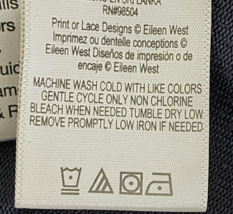 RN#98504
Print or Lace Designs © Eileen West
Imprimez ou dentelle conceptions ©
Eileen West Diseños de impresión o de
encaje © Eileen West
MACHINE WASH COLD WITH LIKE COLORS
GENTLE CYCLE ONLY NON CHLORINE
BLEACH WHEN NEEDED TUMBLE DRY LOW
REMOVE PROMPTLY LOW IRON IF NEEDED